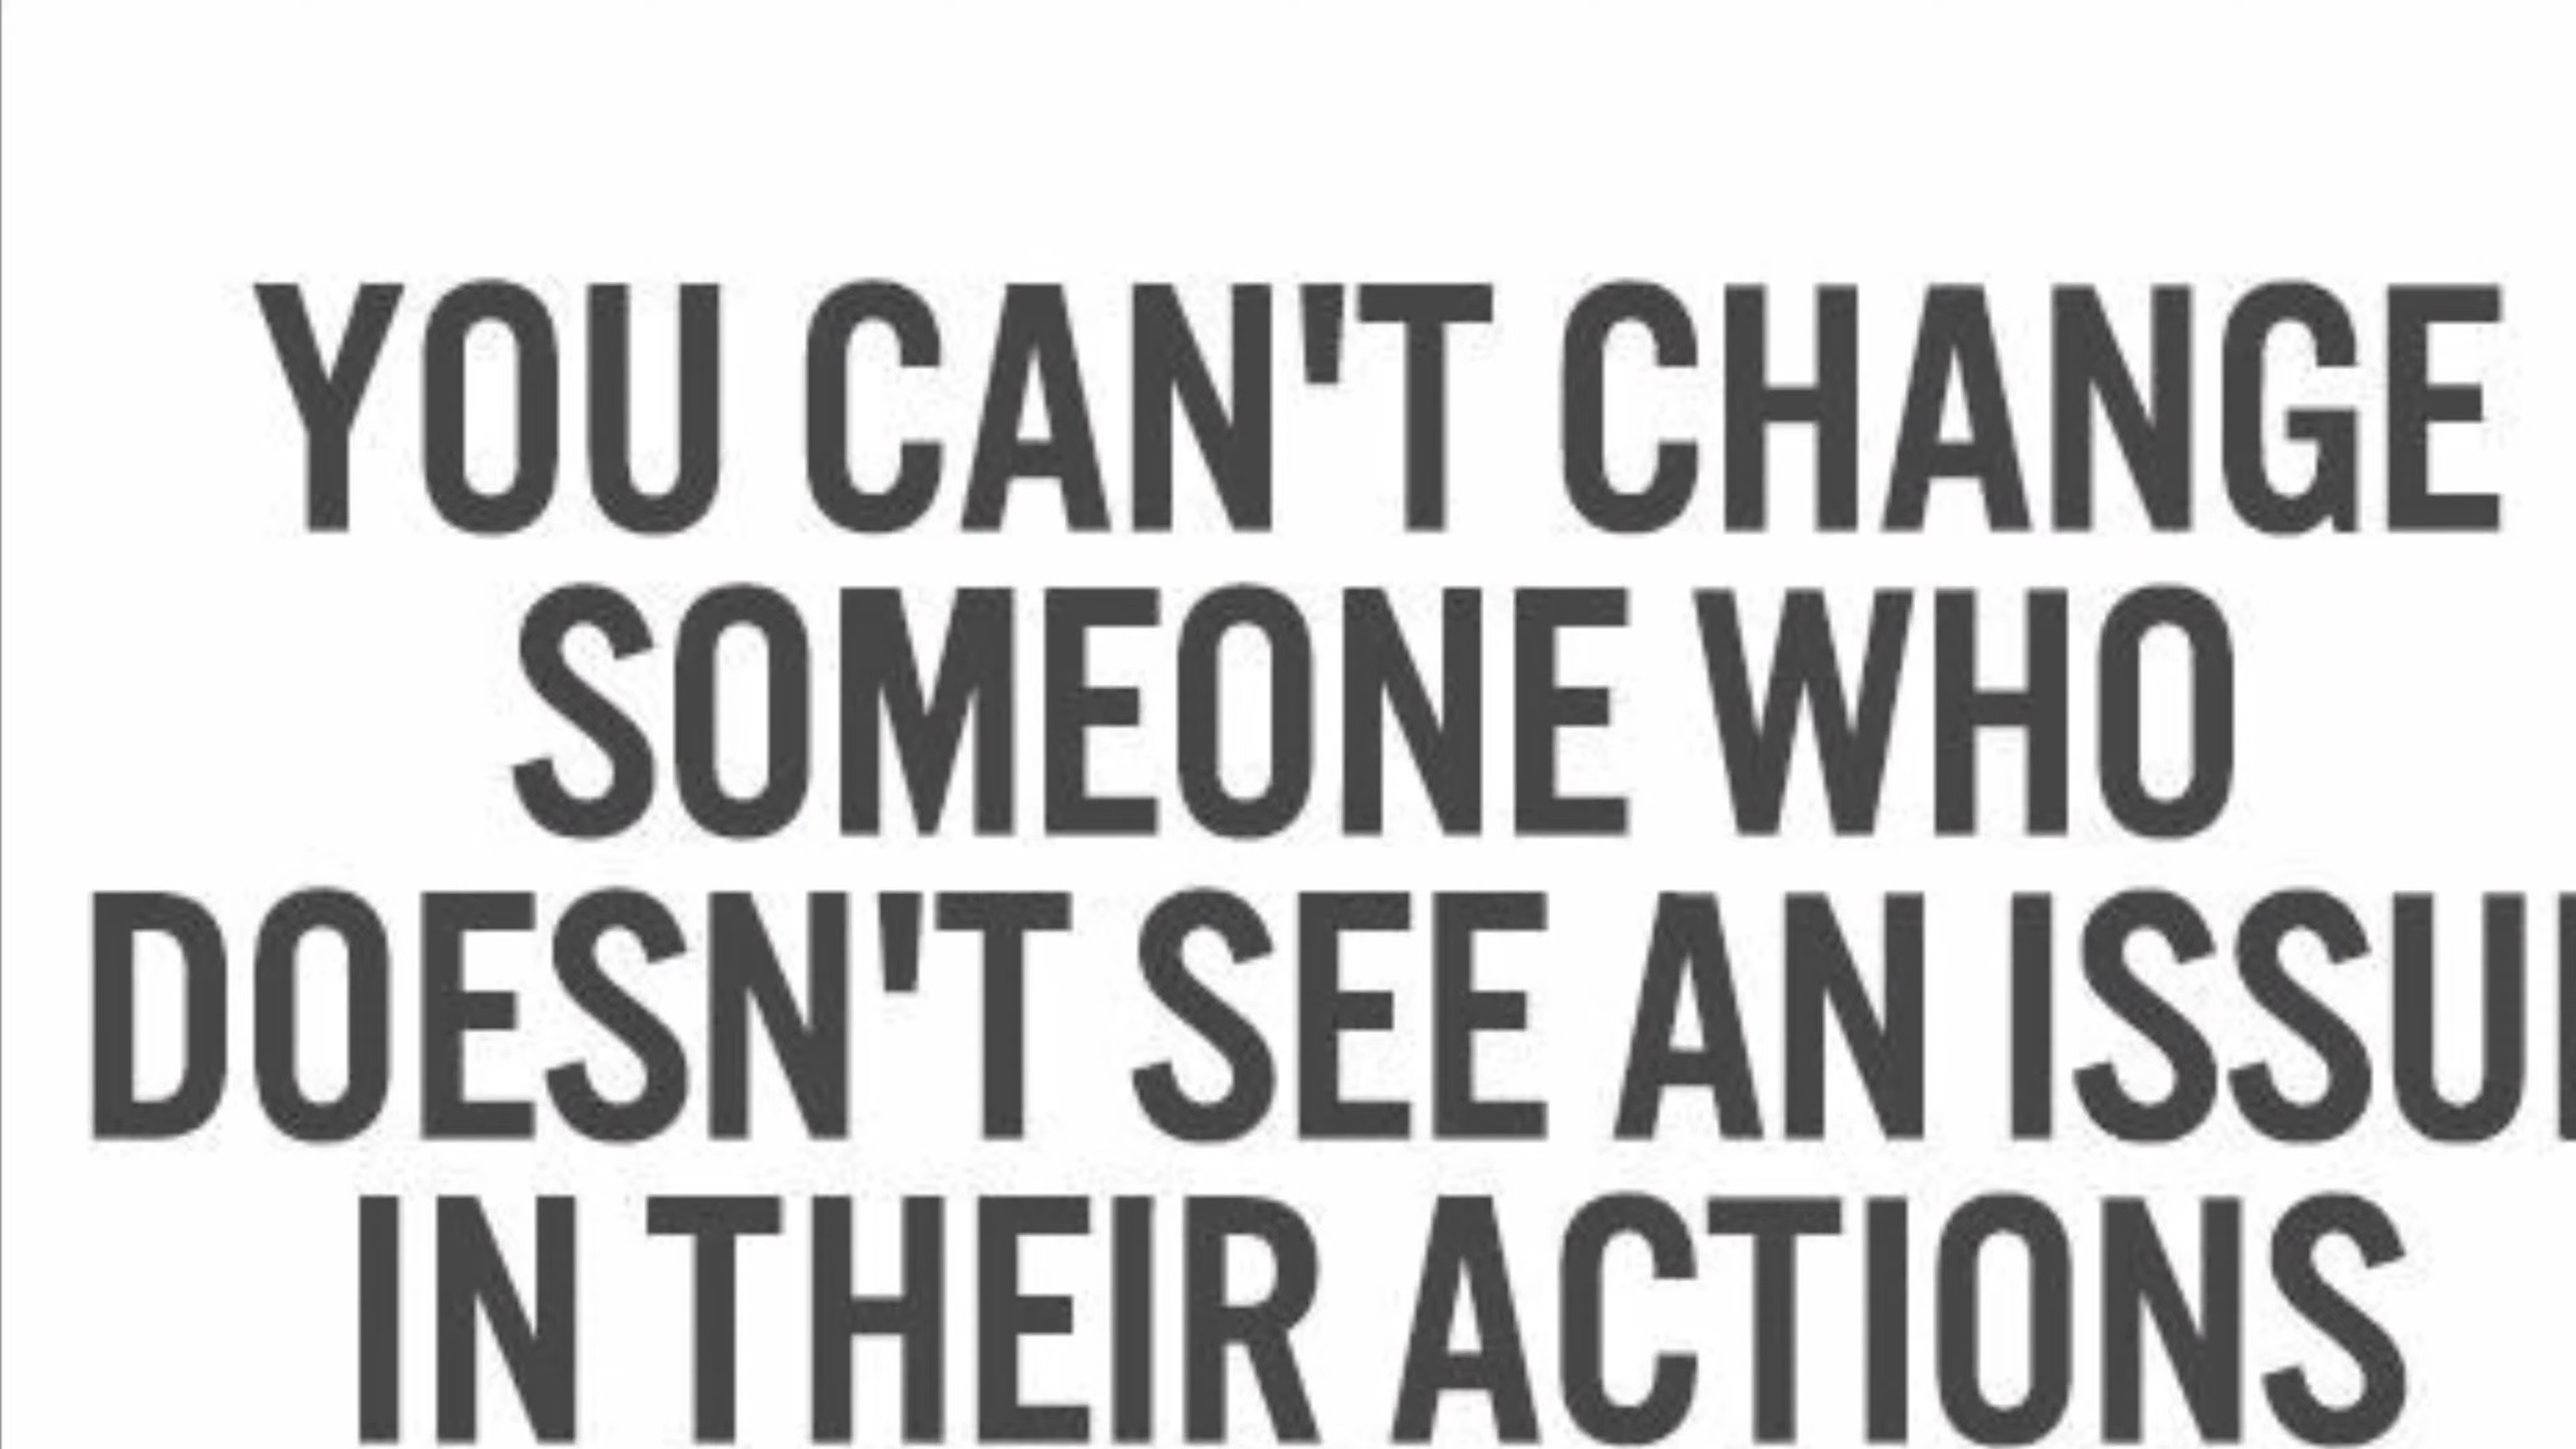 YOU CAN'T CHANGE
SOMEONE WHO
DOESN'T SEE AN ISSUE
IN THEIR ACTIONS